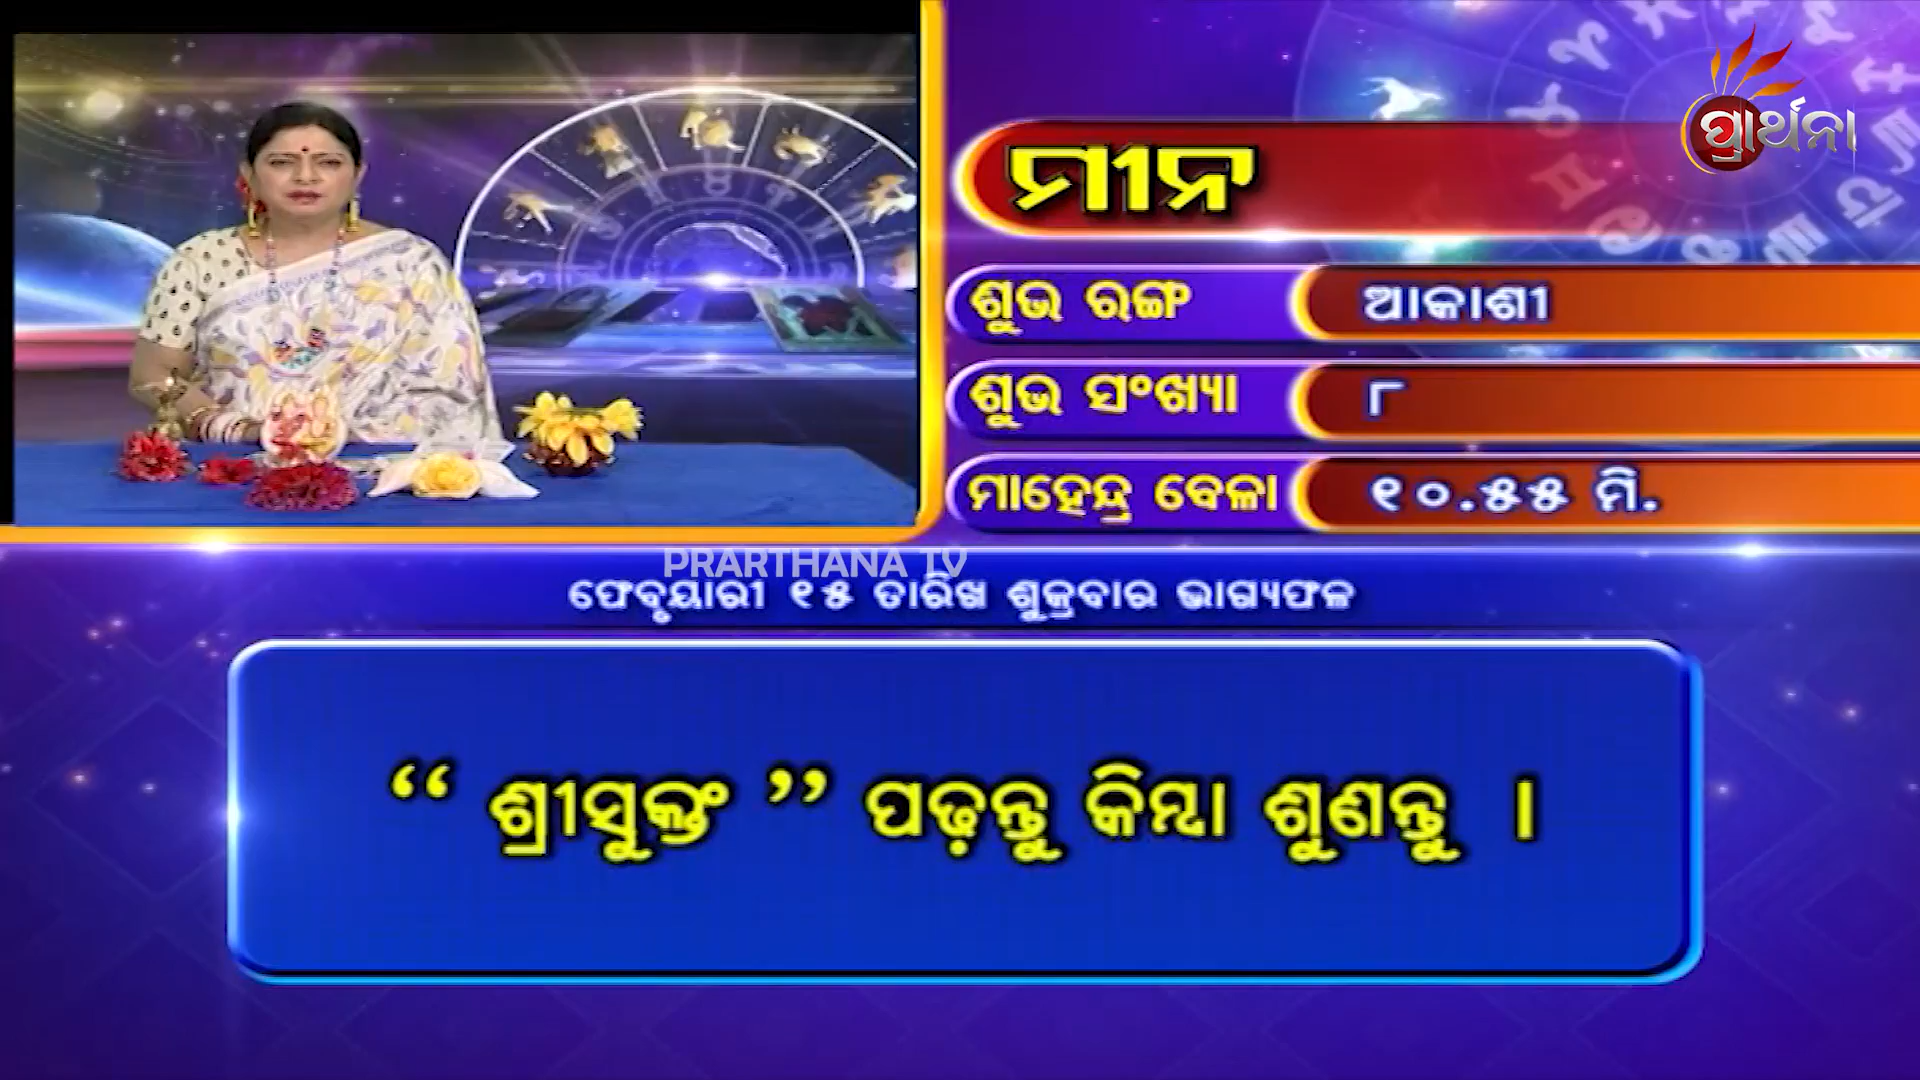 ପ୍ରାର୍ଥନା
ମୀନ
ଶୁଭ ରଙ୍ଗ ଆକାଶୀ
ଶୁଭ ସଂଖ୍ୟା ୮
ମାହେନ୍ଦ୍ର ବେଳା ୧୦.୫୫ ମି.
PRARTHANA TV
ଫେବୃୟାରୀ ୧୫ ତାରିଖ ଶୁକ୍ରବାର ଭାଗ୍ୟଫଳ
“ ଶ୍ରୀସୁକ୍ତଂ ” ପଢ଼ନ୍ତୁ କିମ୍ବା ଶୁଣନ୍ତୁ ।